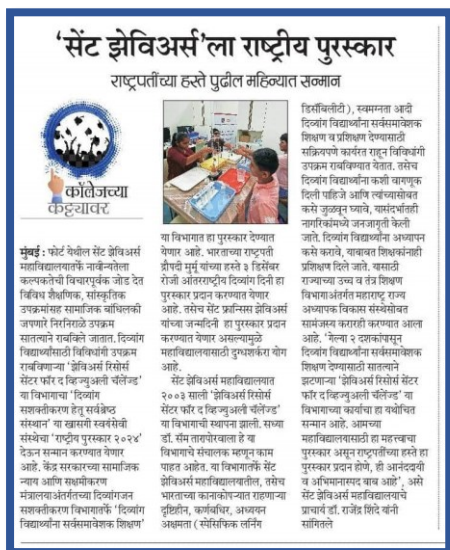 ‘सेंट झेविअर्स’ला राष्ट्रीय पुरस्कार
राष्ट्रपतींच्या हस्ते पुढील महिन्यात सन्मान
कॉलेजच्या
कट्ट्यावर
मुंबई : फोर्ट येथील सेंट झेविअर्स
महाविद्यालयातर्फे नावीन्यतेला
कल्पकतेची विचारपूर्वक जोड देत
विविध शैक्षणिक, सांस्कृतिक
उपक्रमांसह सामाजिक बांधिलकी
जपणारे निरनिराळे उपक्रम
सातत्याने राबविले जातात. दिव्यांग
विद्यार्थ्यांसाठी विविधांगी उपक्रम
राबविणाऱ्या ‘झेविअर्स रिसोर्स
सेंटर फॉर द व्हिज्युअली चॅलेंज्ड’
या विभागाचा ‘दिव्यांग
सशक्तीकरण हेतू सर्वश्रेष्ठ
संस्थान’ या खासगी स्वयंसेवी
संस्थेचा ‘राष्ट्रीय पुरस्कार २०२४’
देऊन सन्मान करण्यात येणार
आहे. केंद्र सरकारच्या सामाजिक
न्याय आणि सक्षमीकरण
मंत्रालयाअंतर्गतच्या दिव्यांगजन
सशक्तीकरण विभागातर्फे ‘दिव्यांग
विद्यार्थ्यांना सर्वसमावेशक शिक्षण’
या विभागात हा पुरस्कार देण्यात
येणार आहे. भारताच्या राष्ट्रपती
द्रौपदी मुर्मू यांच्या हस्ते ३ डिसेंबर
रोजी आंतरराष्ट्रीय दिव्यांग दिनी हा
पुरस्कार प्रदान करण्यात येणार
आहे. तसेच सेंट फ्रान्सिस झेविअर्स
यांच्या जन्मदिनी हा पुरस्कार प्रदान
करण्यात येणार असल्यामुळे
महाविद्यालयासाठी दुग्धशर्करा योग
आहे.
सेंट झेविअर्स महाविद्यालयात
२००३ साली ‘झेविअर्स रिसोर्स
सेंटर फॉर द व्हिज्युअली चॅलेंज्ड’
या विभागाची स्थापना झाली. सध्या
डॉ. सॅम तारापोरवाला हे या
विभागाचे संचालक म्हणून काम
पाहत आहेत. या विभागातर्फे सेंट
झेविअर्स महाविद्यालयातील, तसेच
भारताच्या कानाकोपऱ्यात राहणाऱ्या
दृष्टिहीन, कर्णबधिर, अध्ययन
अक्षमता (स्पेसिफिक लर्निंग
डिसॅबिलीटी), स्वमग्नता आदी
दिव्यांग विद्यार्थ्यांना सर्वसमावेशक
शिक्षण व प्रशिक्षण देण्यासाठी
सक्रियपणे कार्यरत राहून विविधांगी
उपक्रम राबविण्यात येतात. तसेच
दिव्यांग विद्यार्थ्यांना कशी वागणूक
दिली पाहिजे आणि त्यांच्यासोबत
कसे जुळवून घ्यावे, यासंदर्भातही
नागरिकांमध्ये जनजागृती केली
जाते. दिव्यांग विद्यार्थ्यांना अध्यापन
कसे करावे, याबाबत शिक्षकांनाही
प्रशिक्षण दिले जाते. यासाठी
राज्याच्या उच्च व तंत्र शिक्षण
विभागाअंतर्गत महाराष्ट्र राज्य
अध्यापक विकास संस्थेसोबत
सामंजस्य करारही करण्यात आला
आहे. ‘गेल्या २ दशकांपासून
दिव्यांग विद्यार्थ्यांना सर्वसमावेशक
शिक्षण देण्यासाठी सातत्याने
झटणाऱ्या ‘झेविअर्स रिसोर्स सेंटर
फॉर द व्हिज्युअली चॅलेंज्ड’ या
विभागाच्या कार्याचा हा यथोचित
सन्मान आहे. आमच्या
महाविद्यालयासाठी हा महत्त्वाचा
पुरस्कार असून राष्ट्रपतींच्या हस्ते हा
पुरस्कार प्रदान होणे, ही आनंददायी
व अभिमानास्पद बाब आहे’, असे
सेंट झेविअर्स महाविद्यालयाचे
प्राचार्य डॉ. राजेंद्र शिंदे यांनी
सांगितले